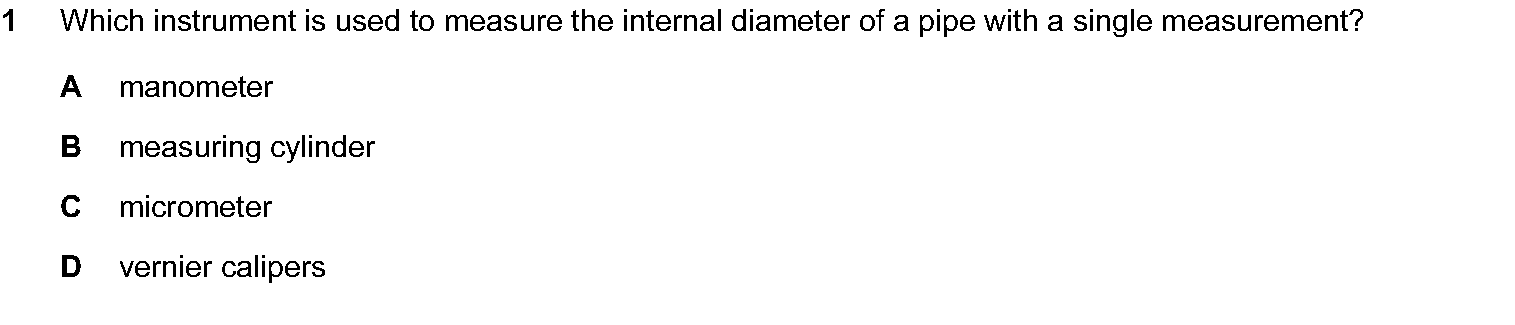 1 Which instrument is used to measure the internal diameter of a pipe with a single measurement?
A manometer
B measuring cylinder
C micrometer
D vernier calipers